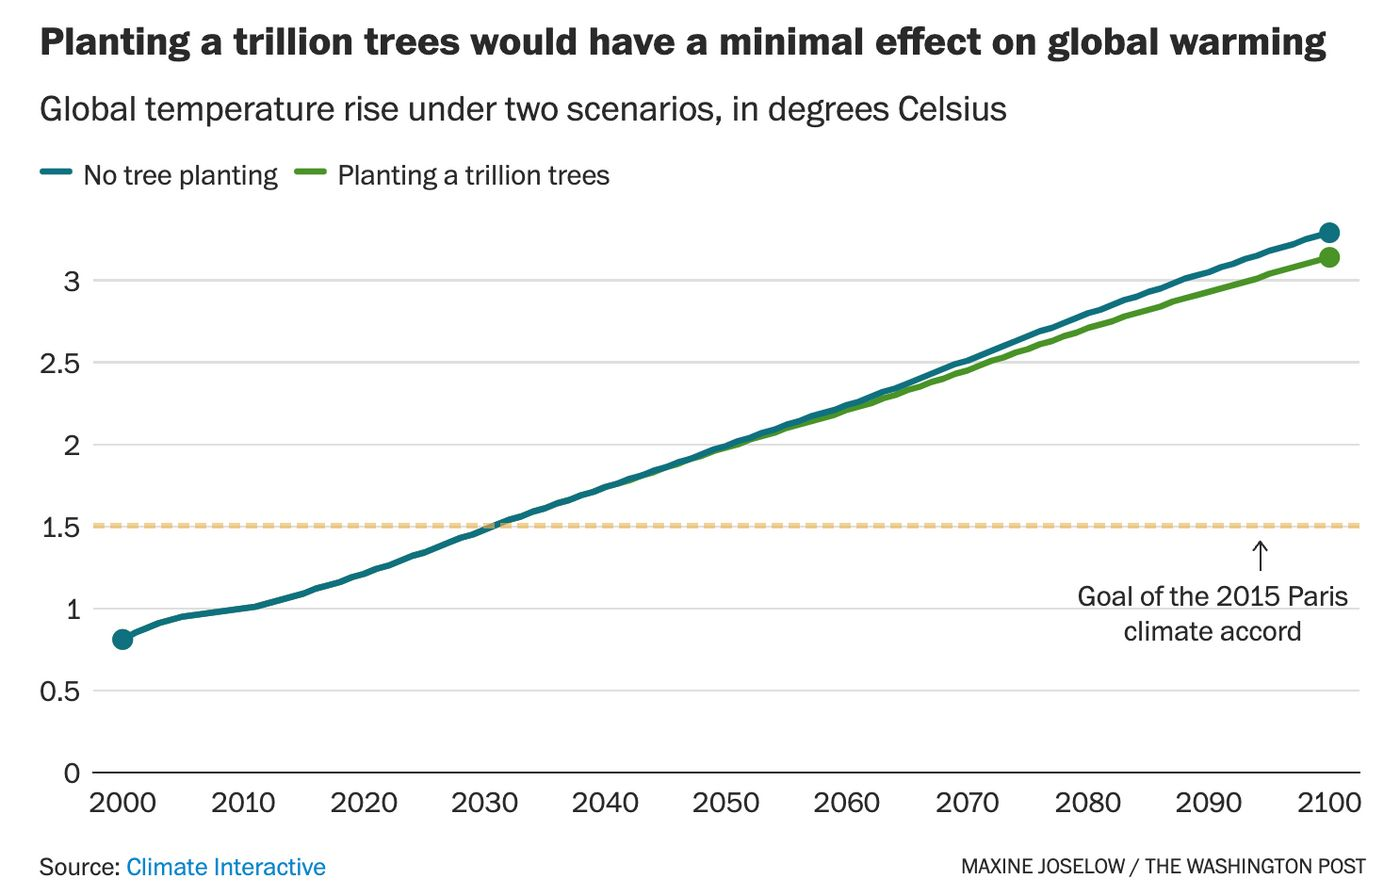 Planting a trillion trees would have a minimal effect on global warming
Global temperature rise under two scenarios, in degrees Celsius
No tree planting Planting a trillion trees
3
2.5
2
1.5
Goal of the 2015 Paris
climate accord
1
0.5
0
2000 2010 2020 2030 2040 2050 2060 2070 2080 2090 2100
Source: Climate Interactive
MAXINE JOSELOW / THE WASHINGTON POST